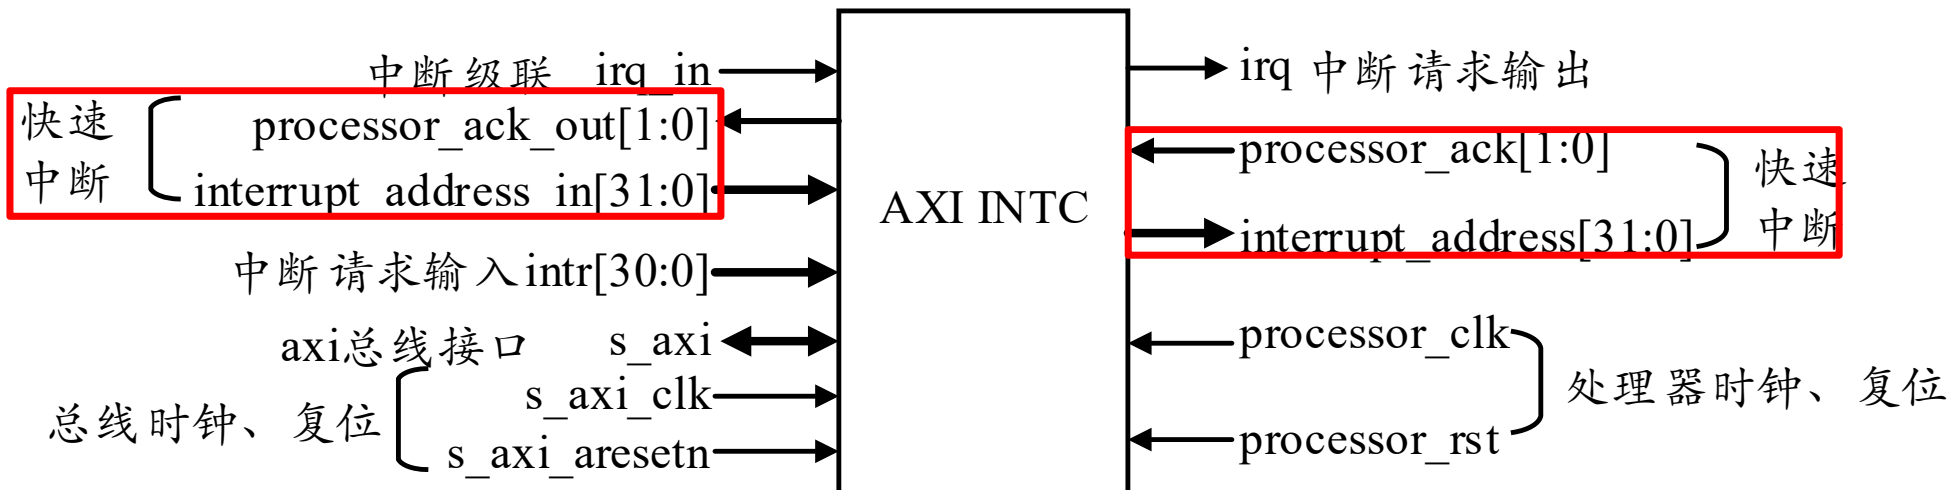 中断级联 irq_in
快速
中断
processor_ack_out[1:0]
interrupt_address_in[31:0]
中断请求输入intr[30:0]
axi总线接口 s_axi
总线时钟、复位
s_axi_clk
s_axi_aresetn
AXI INTC
irq 中断请求输出
processor_ack[1:0]
interrupt_address[31:0]
快速
中断
processor_clk
processor_rst
处理器时钟、复位